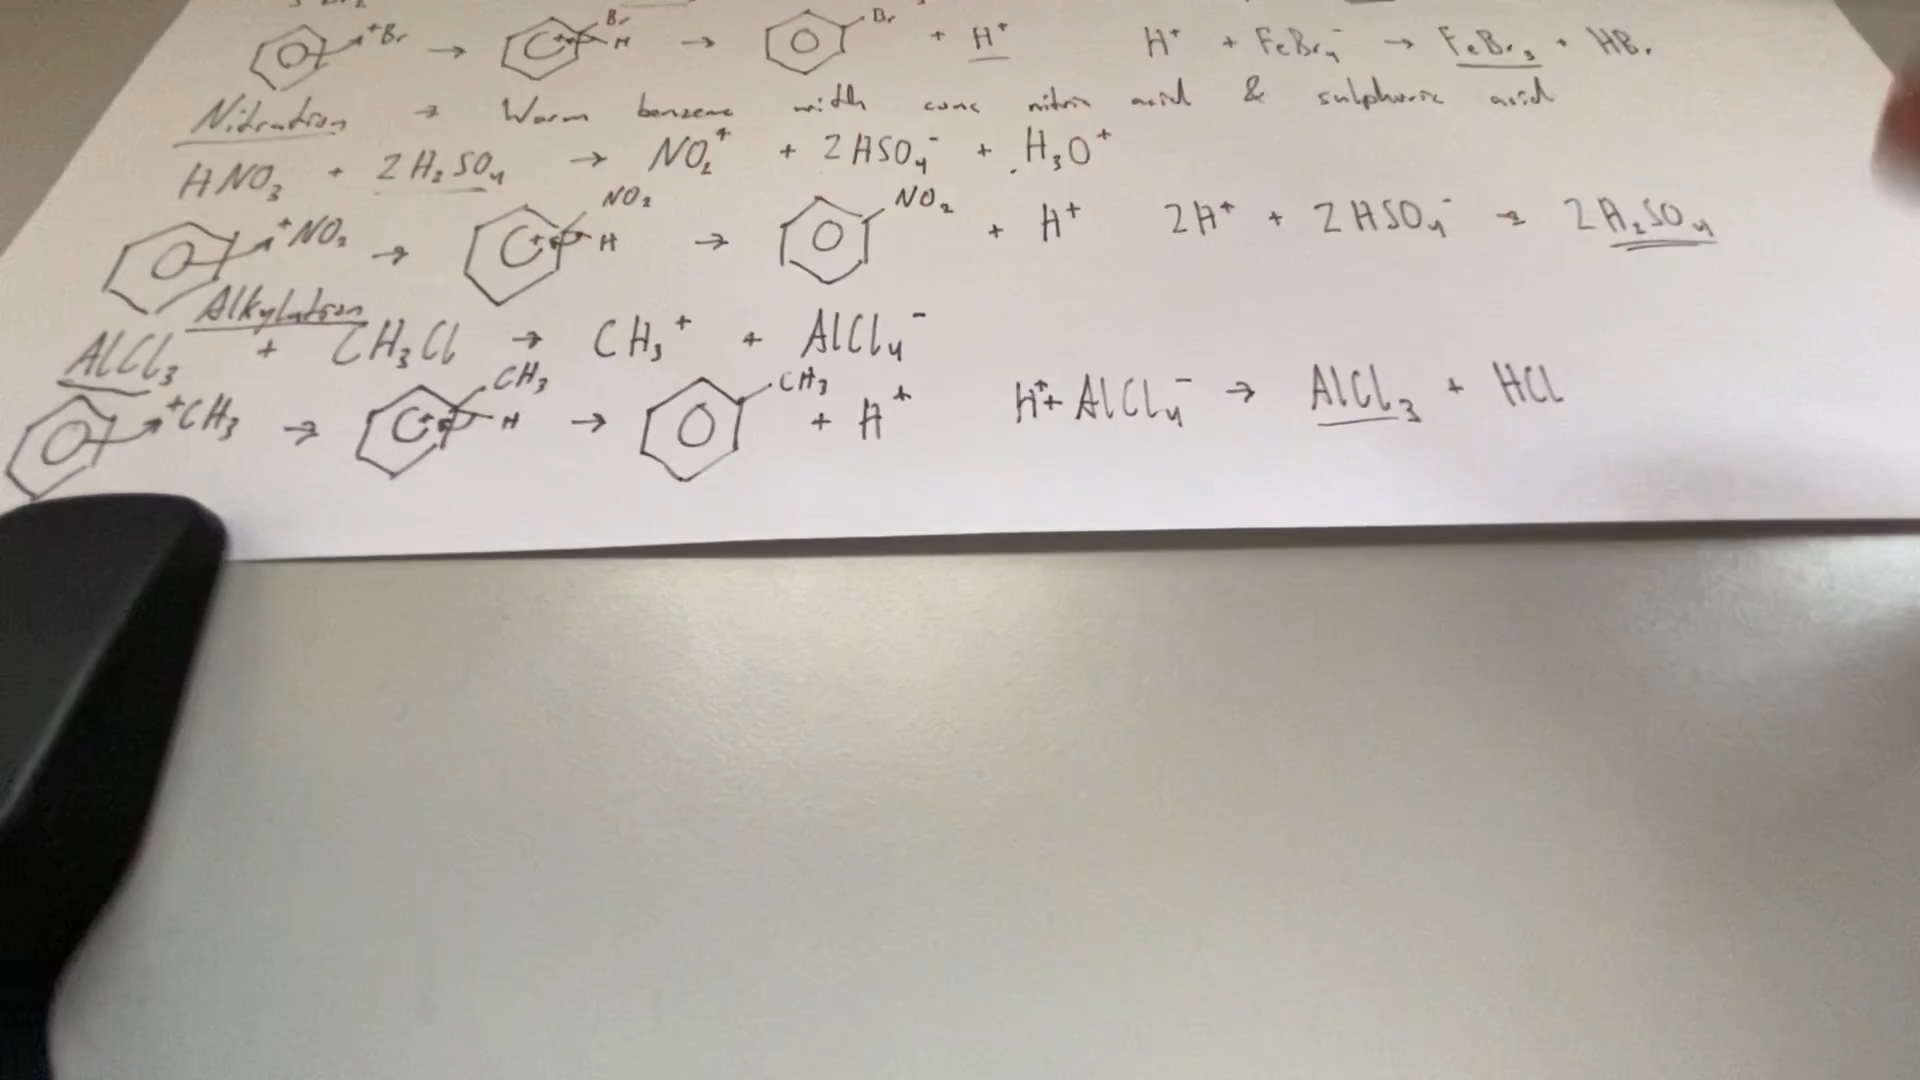 +Br → Br H → Br + H⁺ H⁺ + FeBr₄⁻ → FeBr₃ + HBr
Nitration → Warm benzene with conc nitric acid & sulphuric acid
HNO₃ + 2H₂SO₄ → NO₂⁺ + 2HSO₄⁻ + H₃O⁺
+NO₂ → + NO₂ H → NO₂ + H⁺ 2H⁺ + 2HSO₄⁻ → 2H₂SO₄
Alkylation
AlCl₃ + CH₃Cl → CH₃⁺ + AlCl₄⁻
+CH₃ → + CH₃ H → CH₃ + H⁺ H⁺ + AlCl₄⁻ → AlCl₃ + HCl